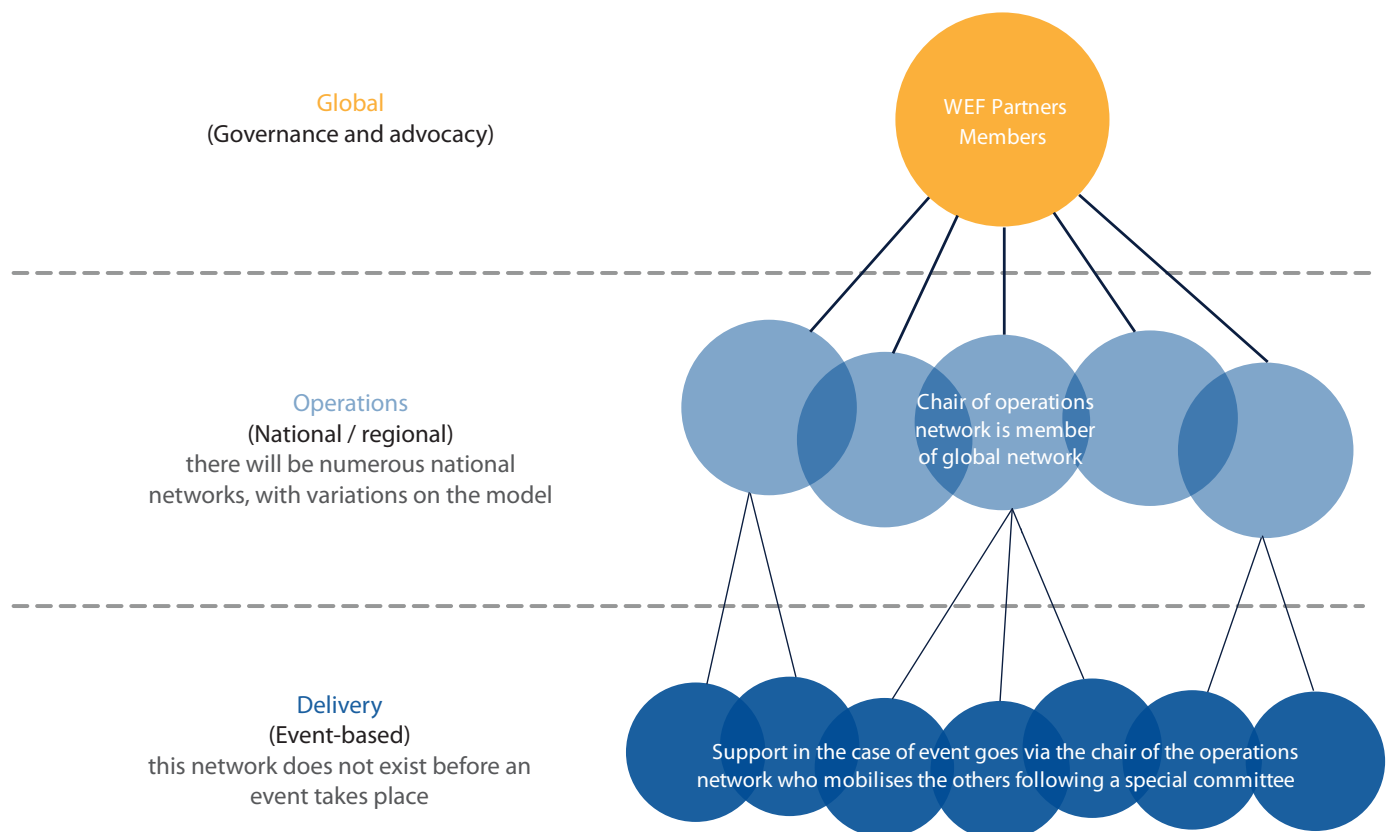 Global
(Governance and advocacy)
WEF Partners
Members
Operations
(National / regional)
there will be numerous national
networks, with variations on the model
Chair of operations
network is member
of global network
Delivery
(Event-based)
this network does not exist before an
event takes place
Support in the case of event goes via the chair of the operations
network who mobilises the others following a special committee